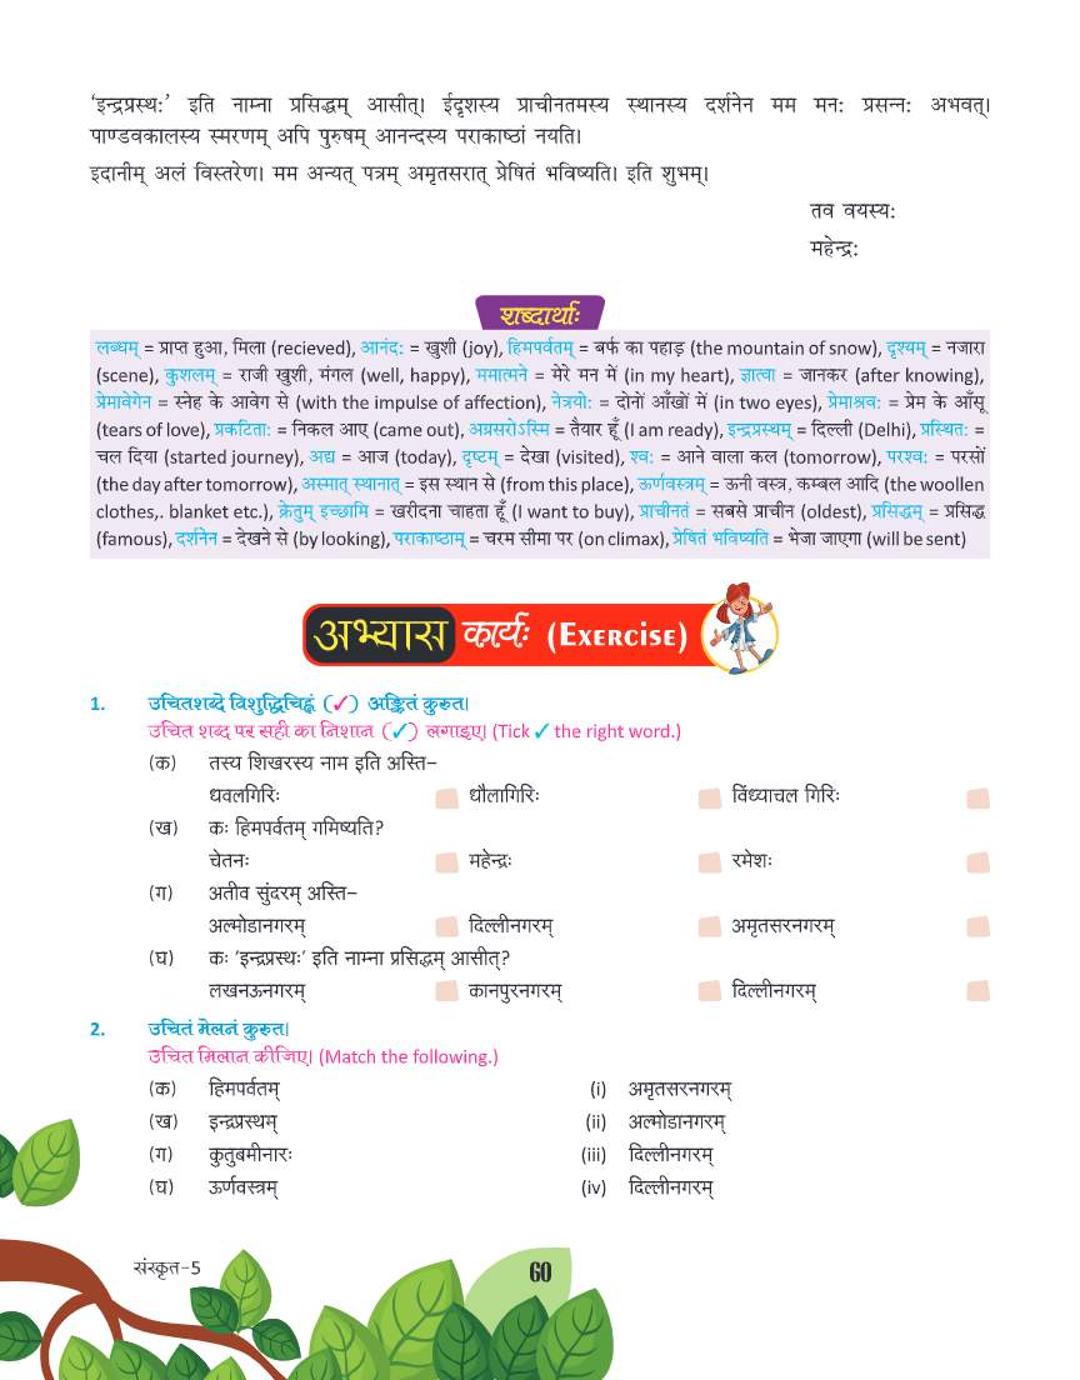 ‘इन्द्रप्रस्थः’ इति नाम्ना प्रसिद्धम् आसीत्। ईदृशस्य प्राचीनतमस्य स्थानस्य दर्शनेन मम मनः प्रसन्नः अभवत्।
पाण्डवकालस्य स्मरणम् अपि पुरुषम् आनन्दस्य पराकाष्ठां नयति।
इदानीम् अलं विस्तरेण। मम अन्यत् पत्रम् अमृतसरात् प्रेषितं भविष्यति। इति शुभम्।
तव वयस्यः
महेन्द्रः
शब्दार्थाः
लब्धम् = प्राप्त हुआ, मिला (recieved), आनंदः = खुशी (joy), हिमपर्वतम् = बर्फ का पहाड़ (the mountain of snow), दृश्यम् = नजारा
(scene), कुशलम् = राजी खुशी, मंगल (well, happy), ममात्मने = मेरे मन में (in my heart), ज्ञात्वा = जानकर (after knowing),
प्रेमावेगेन = स्नेह के आवेग से (with the impulse of affection), नेत्रयोः = दोनों आँखों में (in two eyes), प्रेमाश्रवः = प्रेम के आँसू
(tears of love), प्रकटिताः = निकल आए (came out), अग्रसरोऽस्मि = तैयार हूँ (I am ready), इन्द्रप्रस्थम् = दिल्ली (Delhi), प्रस्थितः =
चल दिया (started journey), अद्य = आज (today), दृष्टम् = देखा (visited), श्वः = आने वाला कल (tomorrow), परश्वः = परसों
(the day after tomorrow), अस्मात् स्थानात् = इस स्थान से (from this place), ऊर्णवस्त्रम् = ऊनी वस्त्र, कम्बल आदि (the woollen
clothes,. blanket etc.), क्रेतुम् इच्छामि = खरीदना चाहता हूँ (I want to buy), प्राचीनतं = सबसे प्राचीन (oldest), प्रसिद्धम् = प्रसिद्ध
(famous), दर्शनेन = देखने से (by looking), पराकाष्ठाम् = चरम सीमा पर (on climax), प्रेषितं भविष्यति = भेजा जाएगा (will be sent)
अभ्यास कार्यः (EXERCISE)
1. उचितशब्दे विशुद्धिचिह्नं (✓) अङ्कितं कुरुत।
उचित शब्द पर सही का निशान (✓) लगाइए। (Tick ✓ the right word.)
(क) तस्य शिखरस्य नाम इति अस्ति–
धवलगिरिः धौलागिरिः विंध्याचल गिरिः
(ख) कः हिमपर्वतम् गमिष्यति?
चेतनः महेन्द्रः रमेशः
(ग) अतीव सुंदरम् अस्ति–
अल्मोडानगरम् दिल्लीनगरम् अमृतसरनगरम्
(घ) कः ‘इन्द्रप्रस्थः’ इति नाम्ना प्रसिद्धम् आसीत्?
लखनऊनगरम् कानपुरनगरम् दिल्लीनगरम्
2. उचितं मेलनं कुरुत।
उचित मिलान कीजिए। (Match the following.)
(क) हिमपर्वतम् (i) अमृतसरनगरम्
(ख) इन्द्रप्रस्थम् (ii) अल्मोडानगरम्
(ग) कुतुबमीनारः (iii) दिल्लीनगरम्
(घ) ऊर्णवस्त्रम् (iv) दिल्लीनगरम्
संस्कृत-5
60